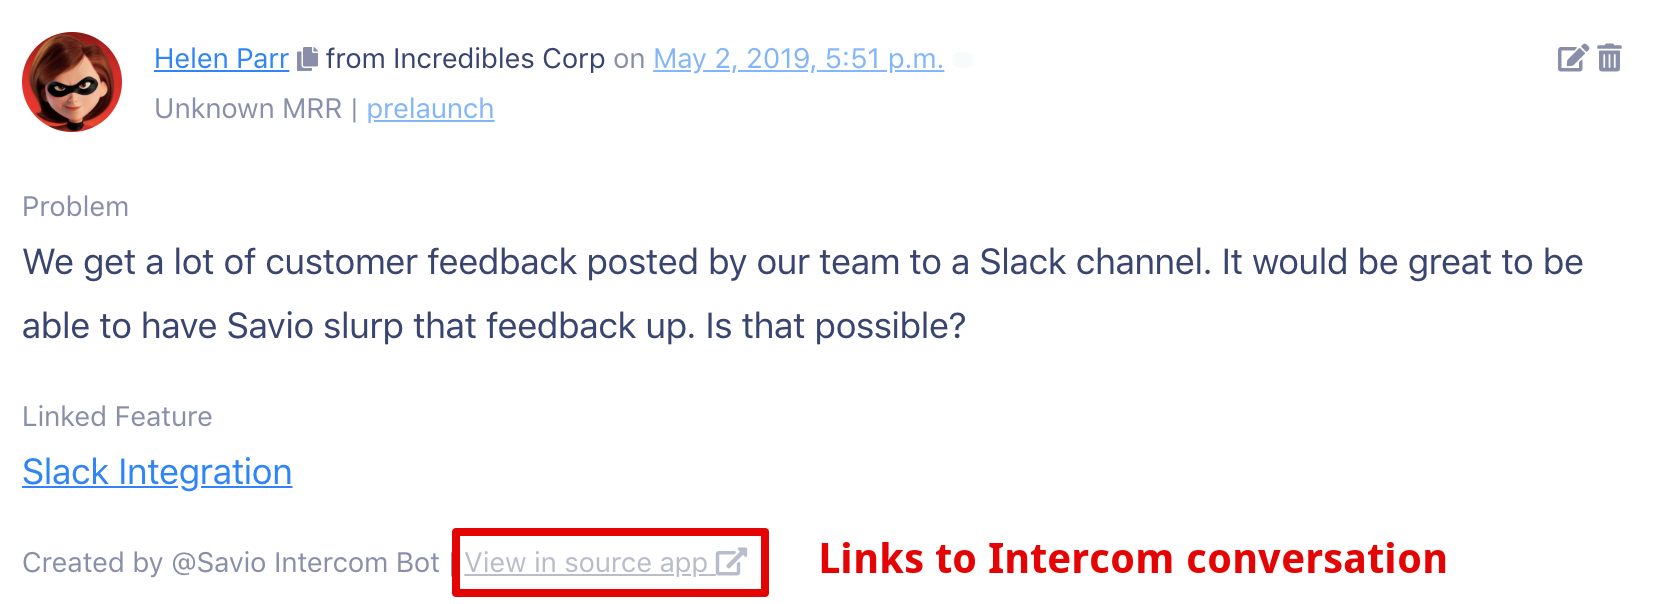 Helen Parr from Incredibles Corp on May 2, 2019, 5:51 p.m.
Unknown MRR | prelaunch
Problem
We get a lot of customer feedback posted by our team to a Slack channel. It would be great to be
able to have Savio slurp that feedback up. Is that possible?
Linked Feature
Slack Integration
Created by @Savio Intercom Bot | View in source app
Links to Intercom conversation